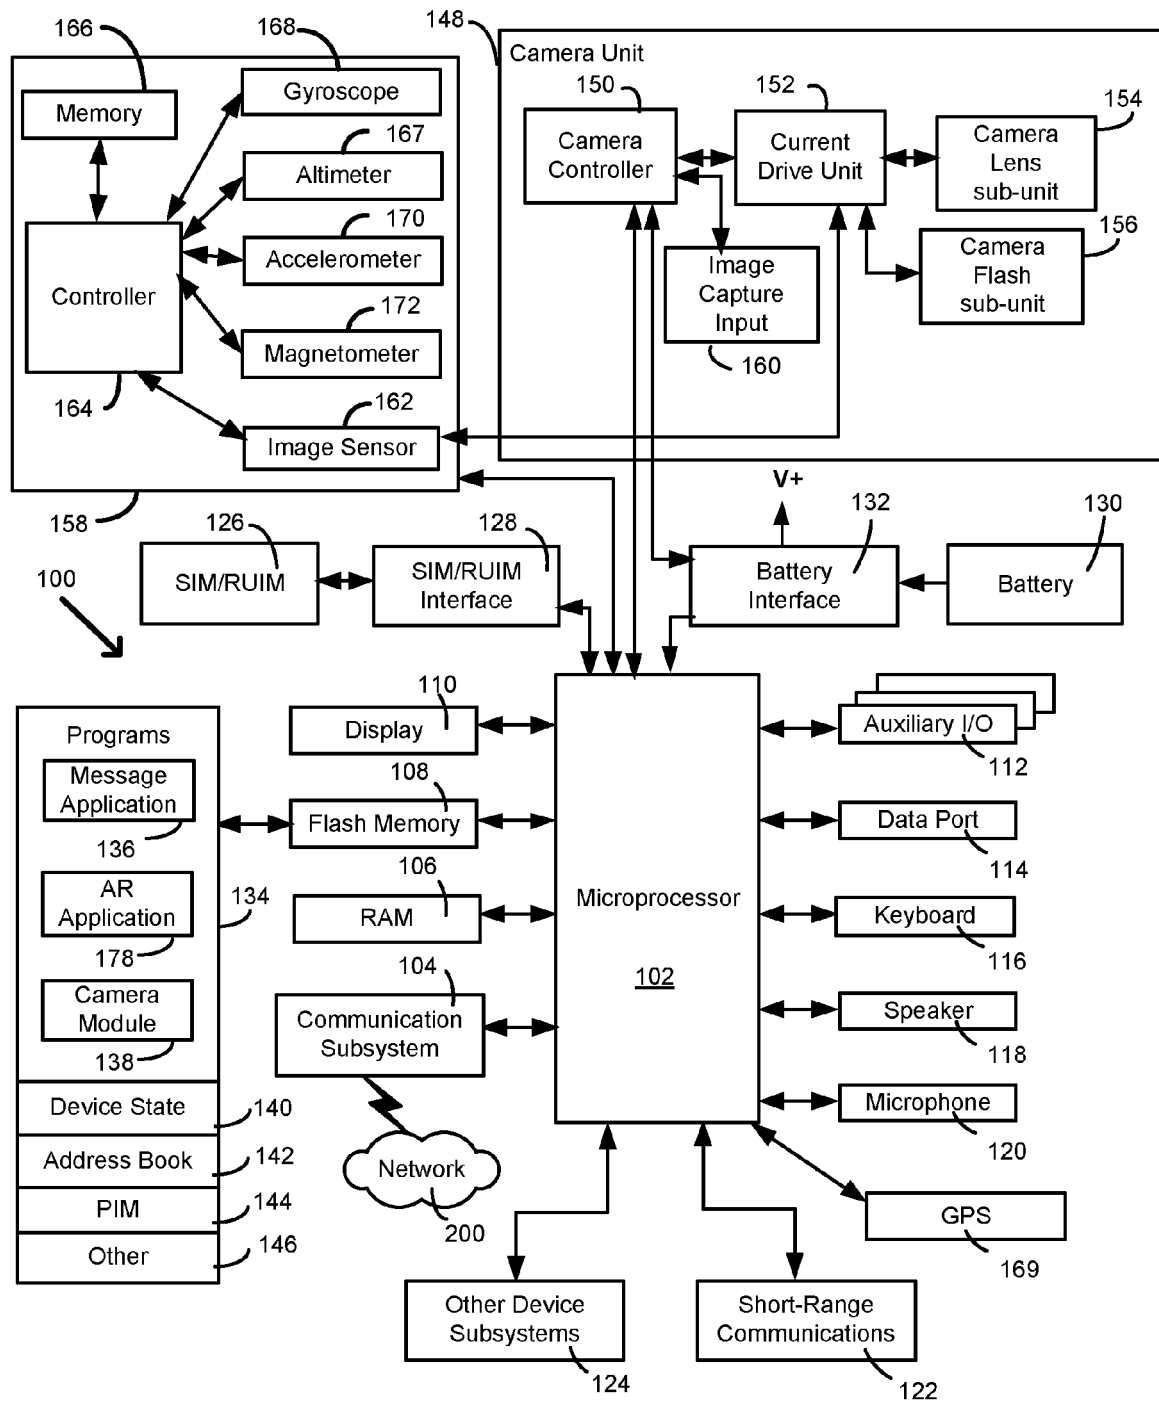 166
168
148
Camera Unit
Memory
Gyroscope
150
152
154
Camera
Controller
Current
Drive Unit
Camera
Lens
sub-unit
167
Altimeter
170
Accelerometer
156
Camera
Flash
sub-unit
Controller
Image
Capture
Input
160
172
Magnetometer
164
162
Image Sensor
158
V+
126
128
132
130
SIM/RUIM
SIM/RUIM
Interface
Battery
Interface
Battery
100
110
Display
Auxiliary I/O
112
Programs
Message
Application
136
108
Flash Memory
Data Port
114
AR
Application
178
134
106
RAM
Microprocessor
102
Keyboard
116
Camera
Module
138
104
Communication
Subsystem
Speaker
118
Device State
140
Microphone
120
Address Book
142
Network
200
PIM
144
GPS
169
Other
146
Other Device
Subsystems
124
Short-Range
Communications
122